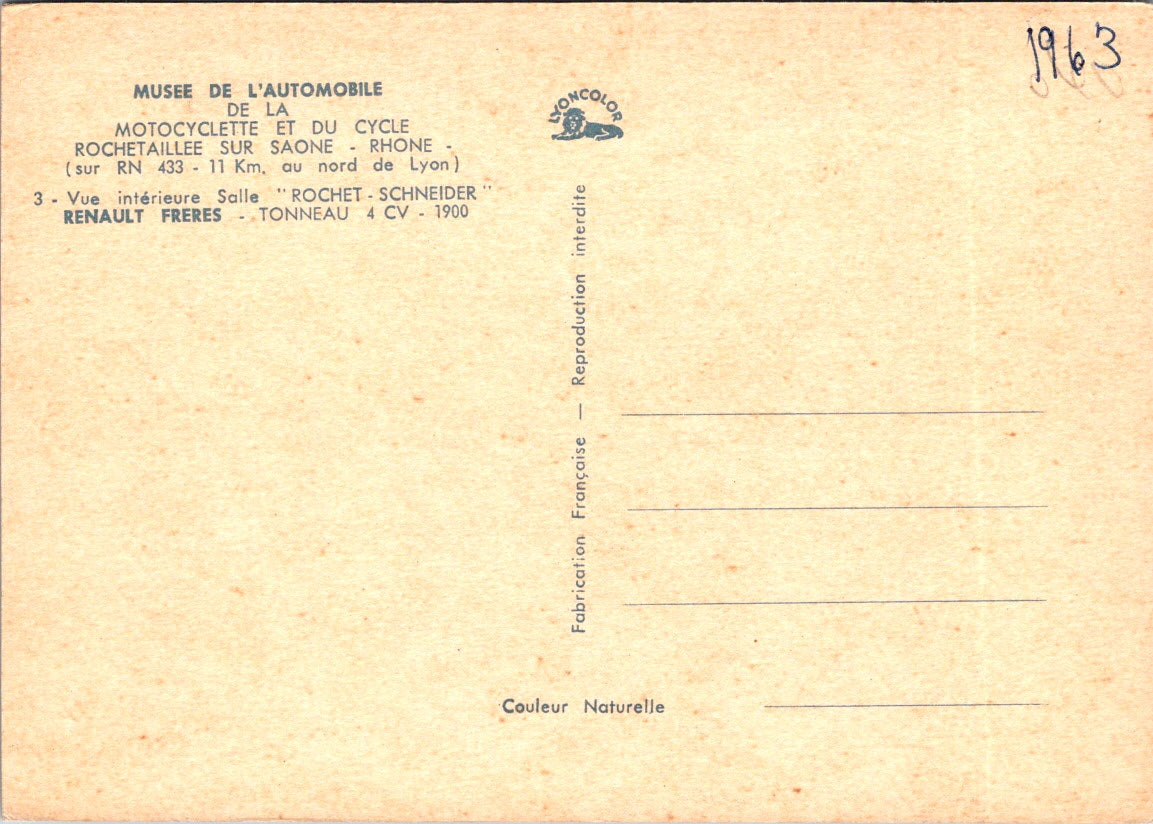 1963
MUSEE DE L'AUTOMOBILE
DE LA
MOTOCYCLETTE ET DU CYCLE
ROCHETAILLEE SUR SAONE - RHONE -
(sur RN 433 - 11 Km. au nord de Lyon)
3 - Vue intérieure Salle "ROCHET - SCHNEIDER"
RENAULT FRERES - TONNEAU 4 CV - 1900
LYONCOLOR
Fabrication Française — Reproduction interdite
Couleur Naturelle